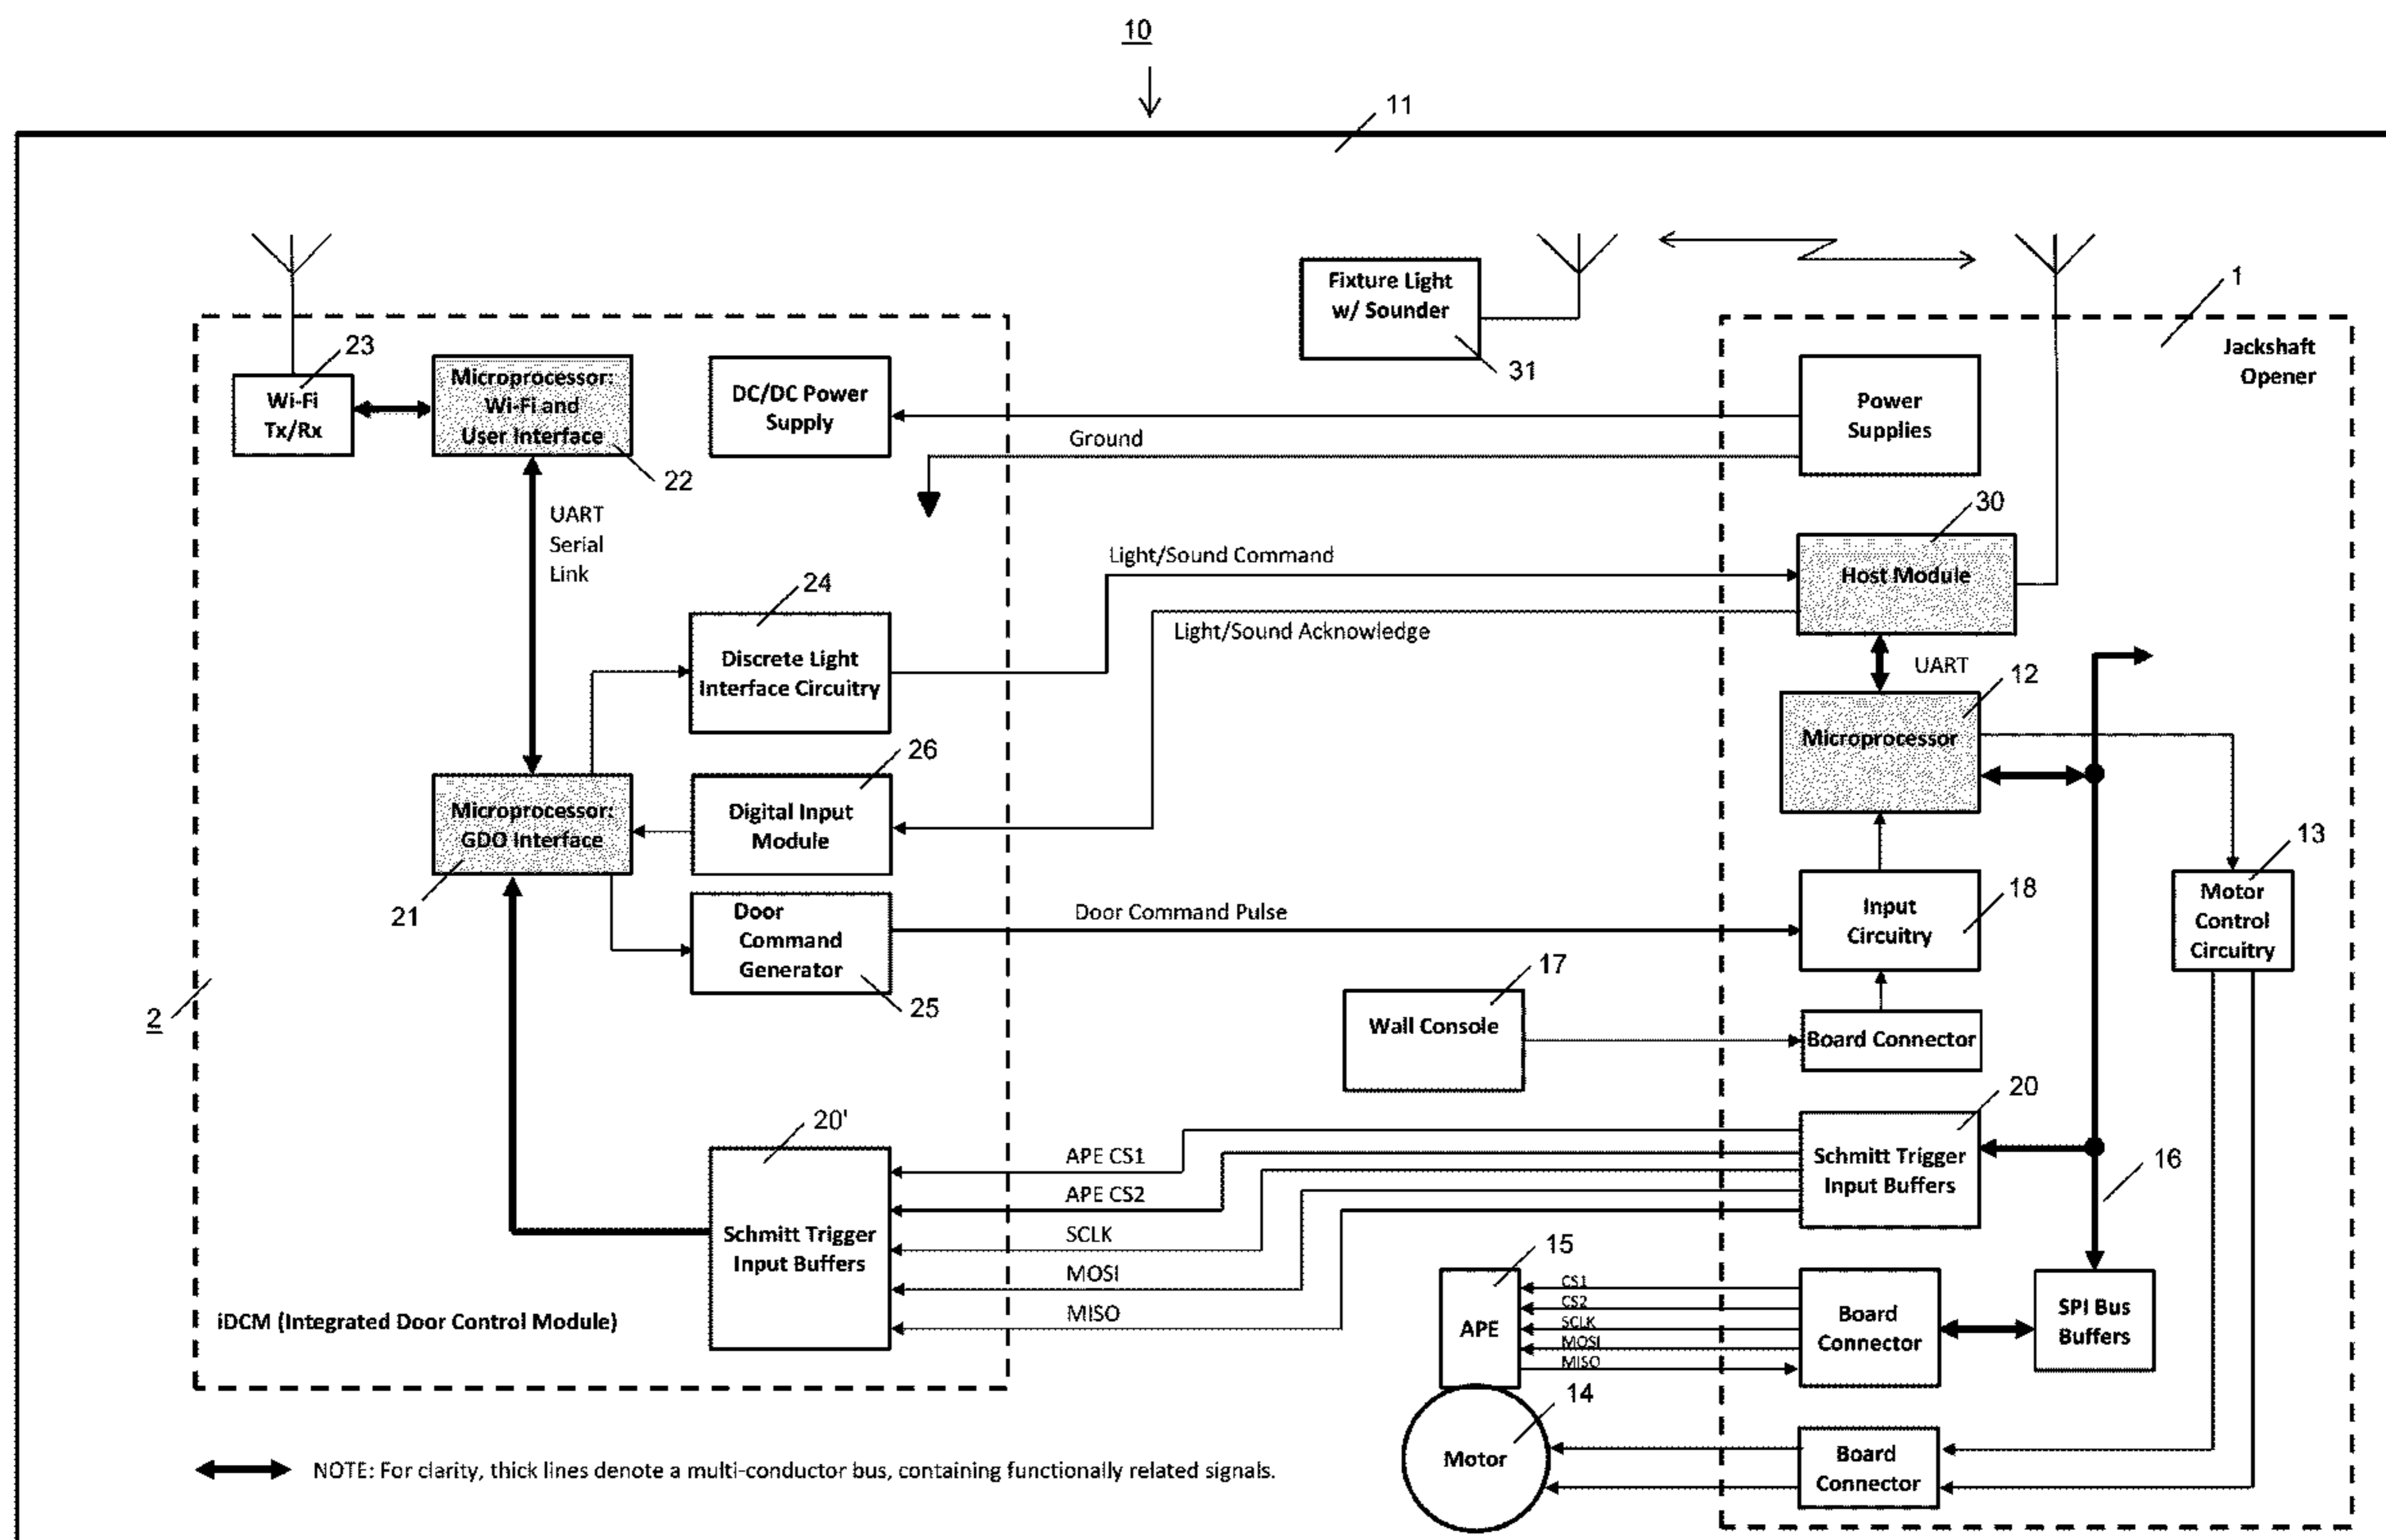 10
11
1
Jackshaft
Opener
Fixture Light
w/ Sounder
31
23
Wi-Fi
Tx/Rx
Microprocessor:
Wi-Fi and
User Interface
22
DC/DC Power
Supply
Ground
Power
Supplies
UART
Serial
Link
30
Light/Sound Command
Host Module
24
Light/Sound Acknowledge
Discrete Light
Interface Circuitry
UART
12
Microprocessor
26
Microprocessor:
GDO Interface
21
Digital Input
Module
13
Motor
Control
Circuitry
Door
Command
Generator
25
Door Command Pulse
Input
Circuitry
18
2
17
Wall Console
Board Connector
20
20'
APE CS1
APE CS2
SCLK
MOSI
MISO
Schmitt Trigger
Input Buffers
Schmitt Trigger
Input Buffers
16
15
APE
CS1
CS2
SCLK
MOSI
MISO
Board
Connector
SPI Bus
Buffers
iDCM (Integrated Door Control Module)
14
Motor
Board
Connector
NOTE: For clarity, thick lines denote a multi-conductor bus, containing functionally related signals.